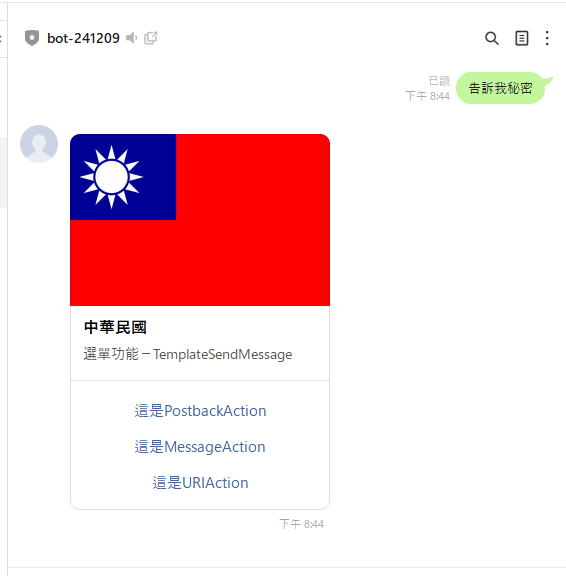 bot-241209
已讀
下午 8:44
告訴我秘密
中華民國
選單功能－TemplateSendMessage
這是PostbackAction
這是MessageAction
這是URIAction
下午 8:44